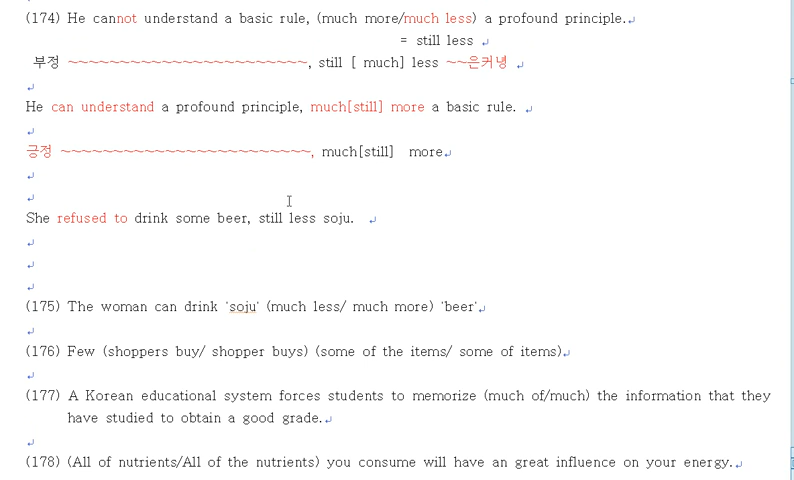 (174) He cannot understand a basic rule, (much more/much less) a profound principle.
= still less
부정 ~~~~~~~~~~~~~~~~~~~~~~~~~~~~, still [ much] less ~~은커녕
He can understand a profound principle, much[still] more a basic rule.
긍정 ~~~~~~~~~~~~~~~~~~~~~~~~~~~~~, much[still] more
She refused to drink some beer, still less soju.
(175) The woman can drink 'soju' (much less/ much more) 'beer'
(176) Few (shoppers buy/ shopper buys) (some of the items/ some of items)
(177) A Korean educational system forces students to memorize (much of/much) the information that they
have studied to obtain a good grade.
(178) (All of nutrients/All of the nutrients) you consume will have an great influence on your energy.